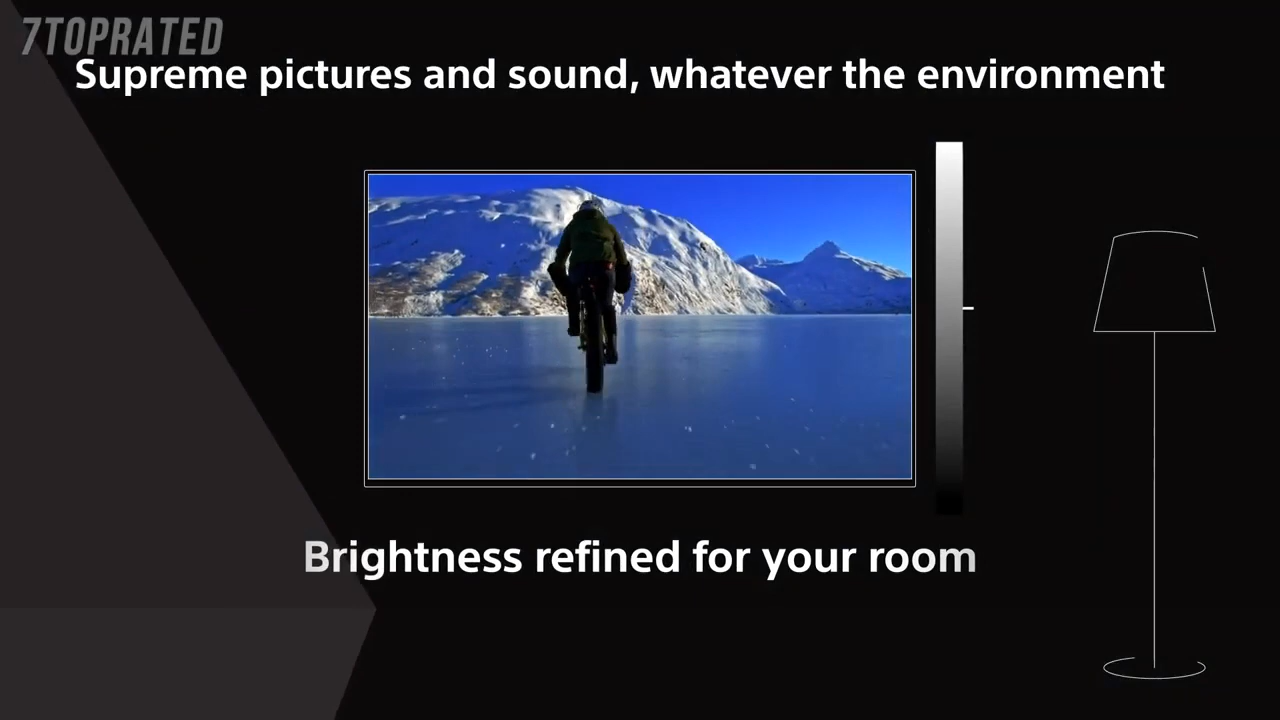 7TOPRATED
Supreme pictures and sound, whatever the environment
Brightness refined for your room